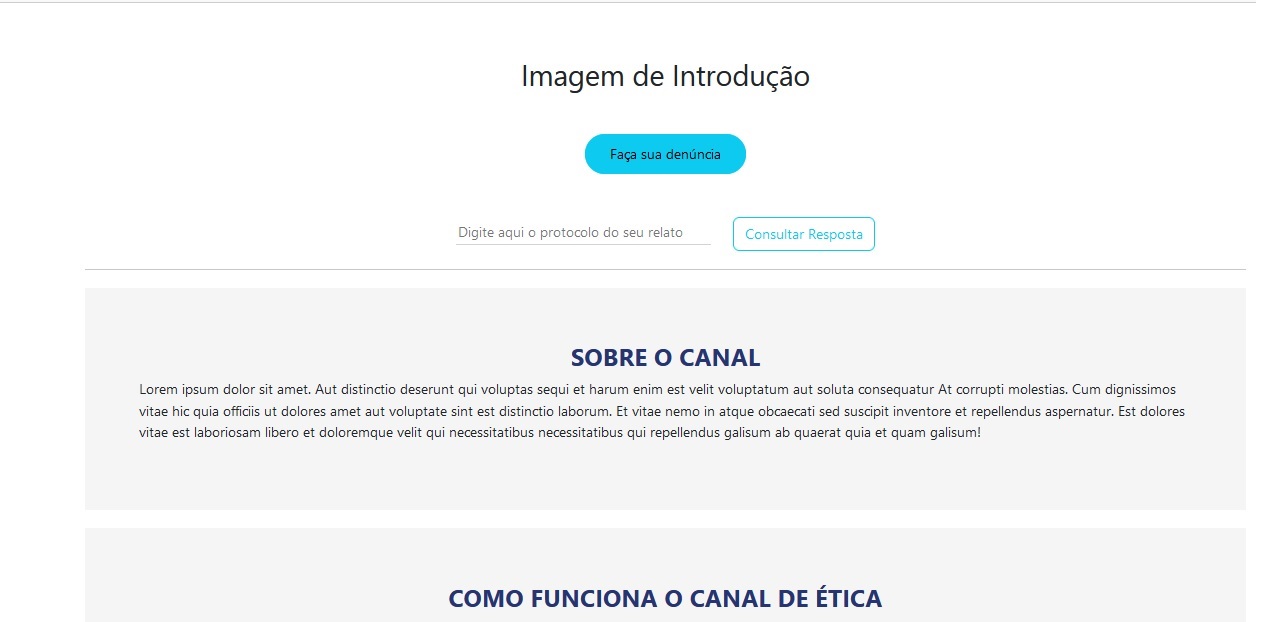 Imagem de Introdução
Faça sua denúncia
Digite aqui o protocolo do seu relato
Consultar Resposta
SOBRE O CANAL
Lorem ipsum dolor sit amet. Aut distinctio deserunt qui voluptas sequi et harum enim est velit voluptatum aut soluta consequatur At corrupti molestias. Cum dignissimos
vitae hic quia officiis ut dolores amet aut voluptate sint est distinctio laborum. Et vitae nemo in atque obcaecati sed suscipit inventore et repellendus aspernatur. Est dolores
vitae est laboriosam libero et doloremque velit qui necessitatibus necessitatibus qui repellendus galisum ab quaerat quia et quam galisum!
COMO FUNCIONA O CANAL DE ÉTICA